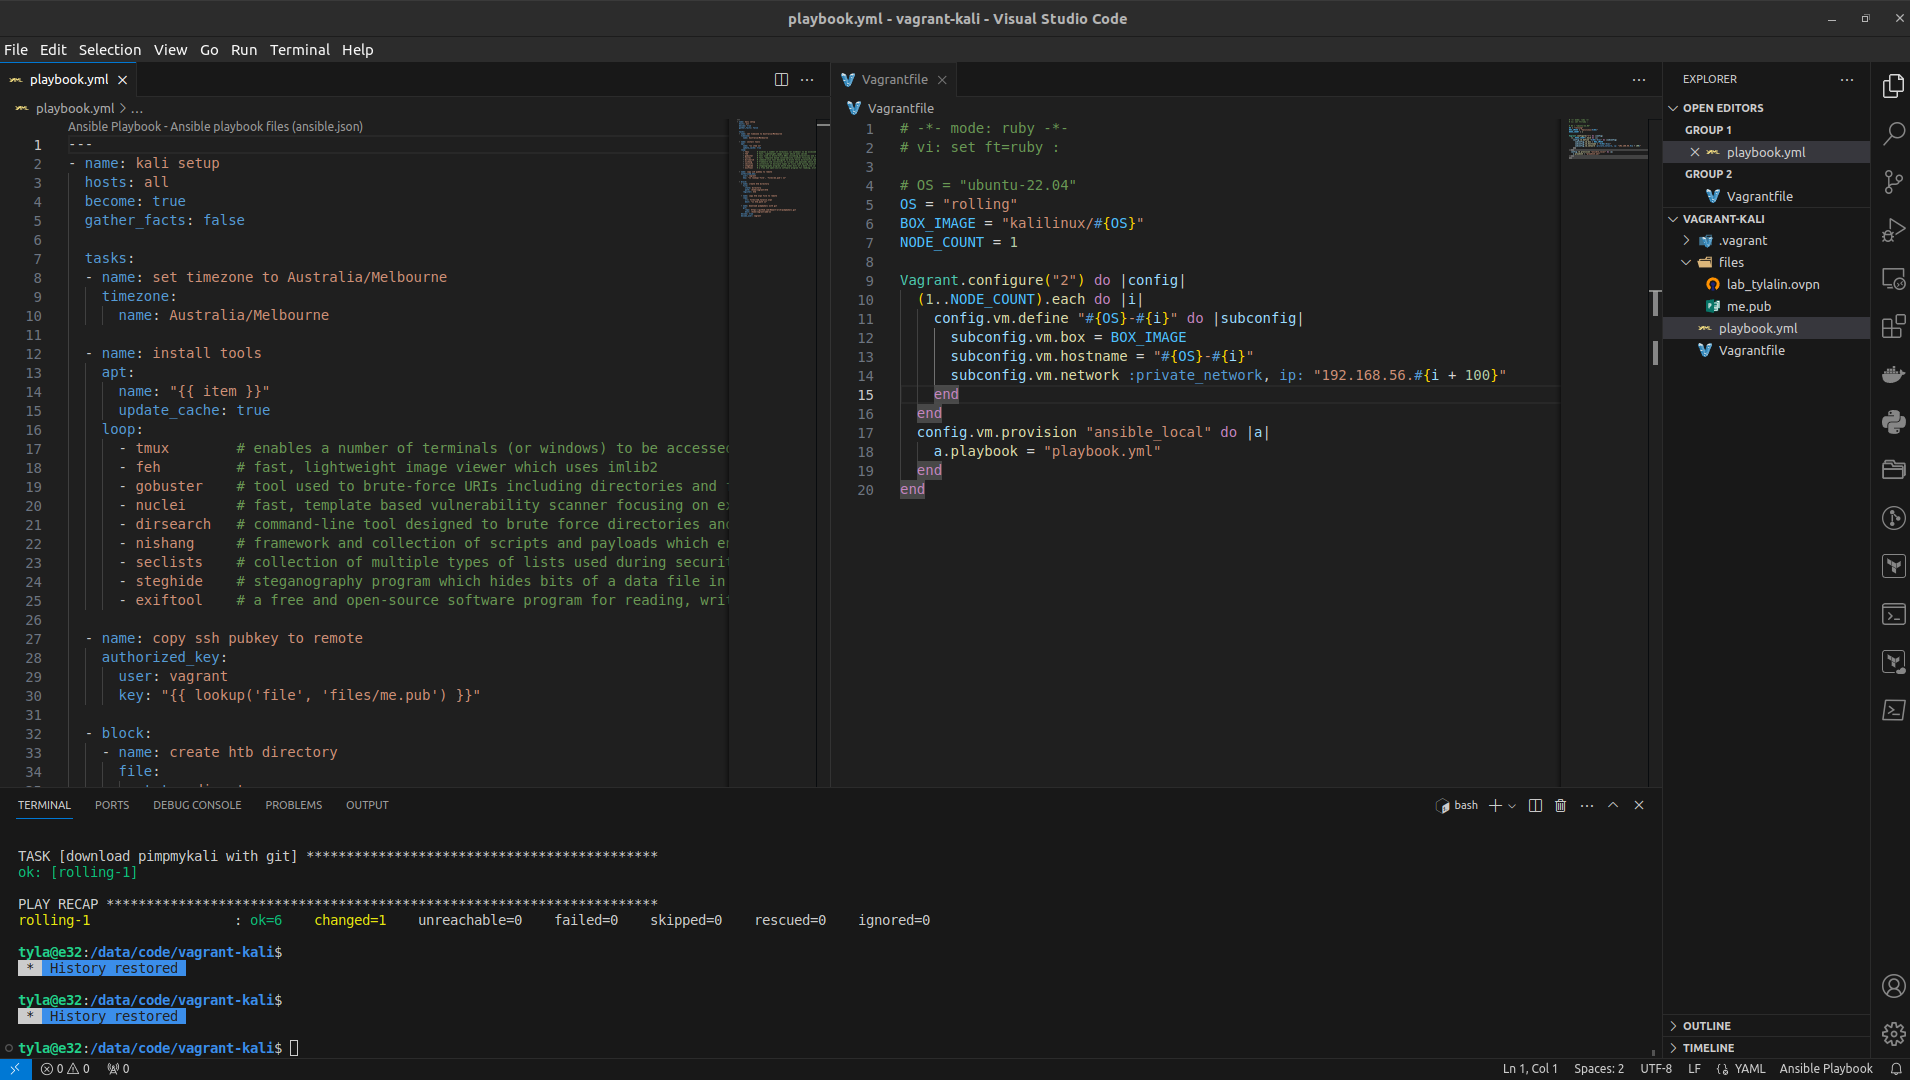 playbook.yml - vagrant-kali - Visual Studio Code
File Edit Selection View Go Run Terminal Help
playbook.yml
playbook.yml > ...
Ansible Playbook - Ansible playbook files (ansible.json)
1 ---
2 - name: kali setup
3 hosts: all
4 become: true
5 gather_facts: false
6
7 tasks:
8 - name: set timezone to Australia/Melbourne
9 timezone:
10 name: Australia/Melbourne
11
12 - name: install tools
13 apt:
14 name: "{{ item }}"
15 update_cache: true
16 loop:
17 - tmux # enables a number of terminals (or windows) to be accessed
18 - feh # fast, lightweight image viewer which uses imlib2
19 - gobuster # tool used to brute-force URIs including directories and
20 - nuclei # fast, template based vulnerability scanner focusing on
21 - dirsearch # command-line tool designed to brute force directories
22 - nishang # framework and collection of scripts and payloads which
23 - seclists # collection of multiple types of lists used during
24 - steghide # steganography program which hides bits of a data file in
25 - exiftool # a free and open-source software program for reading,
26
27 - name: copy ssh pubkey to remote
28 authorized_key:
29 user: vagrant
30 key: "{{ lookup('file', 'files/me.pub') }}"
31
32 - block:
33 - name: create htb directory
34 file:
Vagrantfile
Vagrantfile
1 # -*- mode: ruby -*-
2 # vi: set ft=ruby :
3
4 # OS = "ubuntu-22.04"
5 OS = "rolling"
6 BOX_IMAGE = "kalilinux/#{OS}"
7 NODE_COUNT = 1
8
9 Vagrant.configure("2") do |config|
10 (1..NODE_COUNT).each do |i|
11 config.vm.define "#{OS}-#{i}" do |subconfig|
12 subconfig.vm.box = BOX_IMAGE
13 subconfig.vm.hostname = "#{OS}-#{i}"
14 subconfig.vm.network :private_network, ip: "192.168.56.#{i + 100}"
15 end
16 end
17 config.vm.provision "ansible_local" do |a|
18 a.playbook = "playbook.yml"
19 end
20 end
EXPLORER
OPEN EDITORS
GROUP 1
playbook.yml
GROUP 2
Vagrantfile
VAGRANT-KALI
.vagrant
files
lab_tylalin.ovpn
me.pub
playbook.yml
Vagrantfile
OUTLINE
TIMELINE
TERMINAL PORTS DEBUG CONSOLE PROBLEMS OUTPUT
bash
TASK [download pimpmykali with git] ********************************************
ok: [rolling-1]
PLAY RECAP *********************************************************************
rolling-1 : ok=6 changed=1 unreachable=0 failed=0 skipped=0 rescued=0 ignored=0
tyla@e32:/data/code/vagrant-kali$
* History restored
tyla@e32:/data/code/vagrant-kali$
* History restored
tyla@e32:/data/code/vagrant-kali$
0 0 0
Ln 1, Col 1 Spaces: 2 UTF-8 LF YAML Ansible Playbook